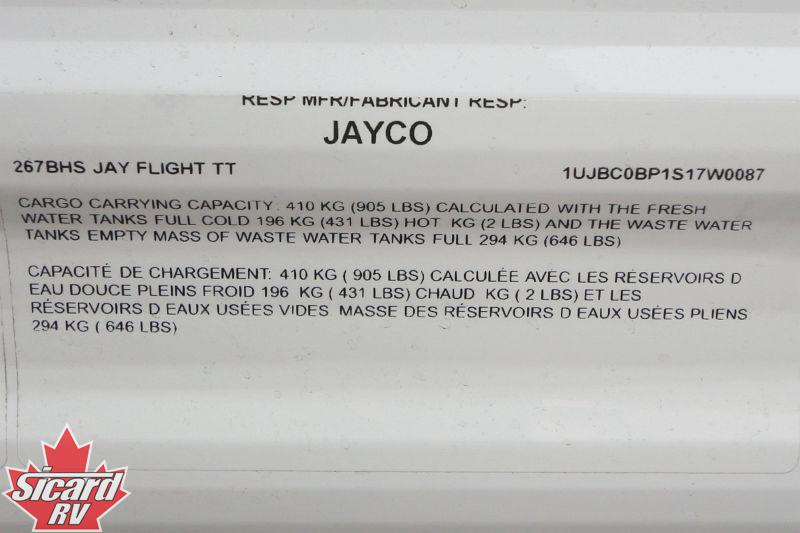 RESP MFR/FABRICANT RESP:
JAYCO
267BHS JAY FLIGHT TT 1UJBC0BP1S17W0087
CARGO CARRYING CAPACITY: 410 KG (905 LBS) CALCULATED WITH THE FRESH
WATER TANKS FULL COLD 196 KG (431 LBS) HOT KG (2 LBS) AND THE WASTE WATER
TANKS EMPTY MASS OF WASTE WATER TANKS FULL 294 KG (646 LBS)
CAPACITÉ DE CHARGEMENT: 410 KG ( 905 LBS) CALCULÉE AVEC LES RÉSERVOIRS D
EAU DOUCE PLEINS FROID 196 KG ( 431 LBS) CHAUD KG ( 2 LBS) ET LES
RÉSERVOIRS D EAUX USÉES VIDES. MASSE DES RÉSERVOIRS D EAUX USÉES PLIENS
294 KG ( 646 LBS)
Sicard
RV